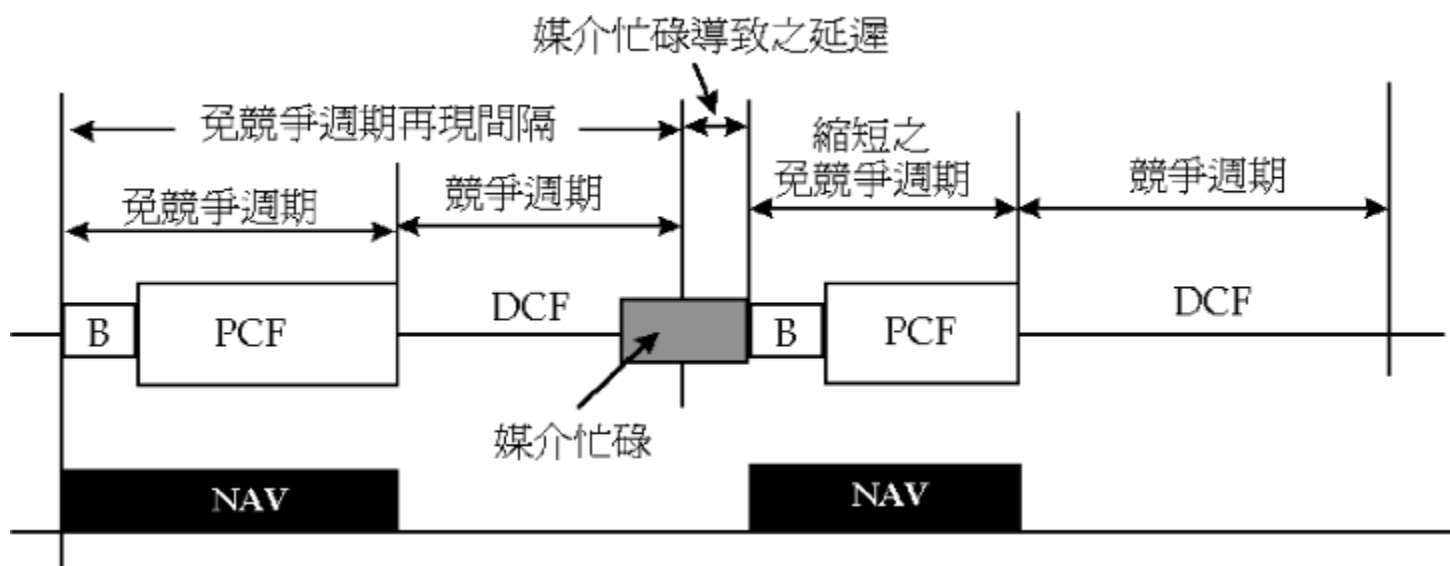 媒介忙碌導致之延遲
免競爭週期再現間隔
縮短之
免競爭週期
競爭週期
免競爭週期
競爭週期
B
PCF
DCF
B
PCF
DCF
媒介忙碌
NAV
NAV